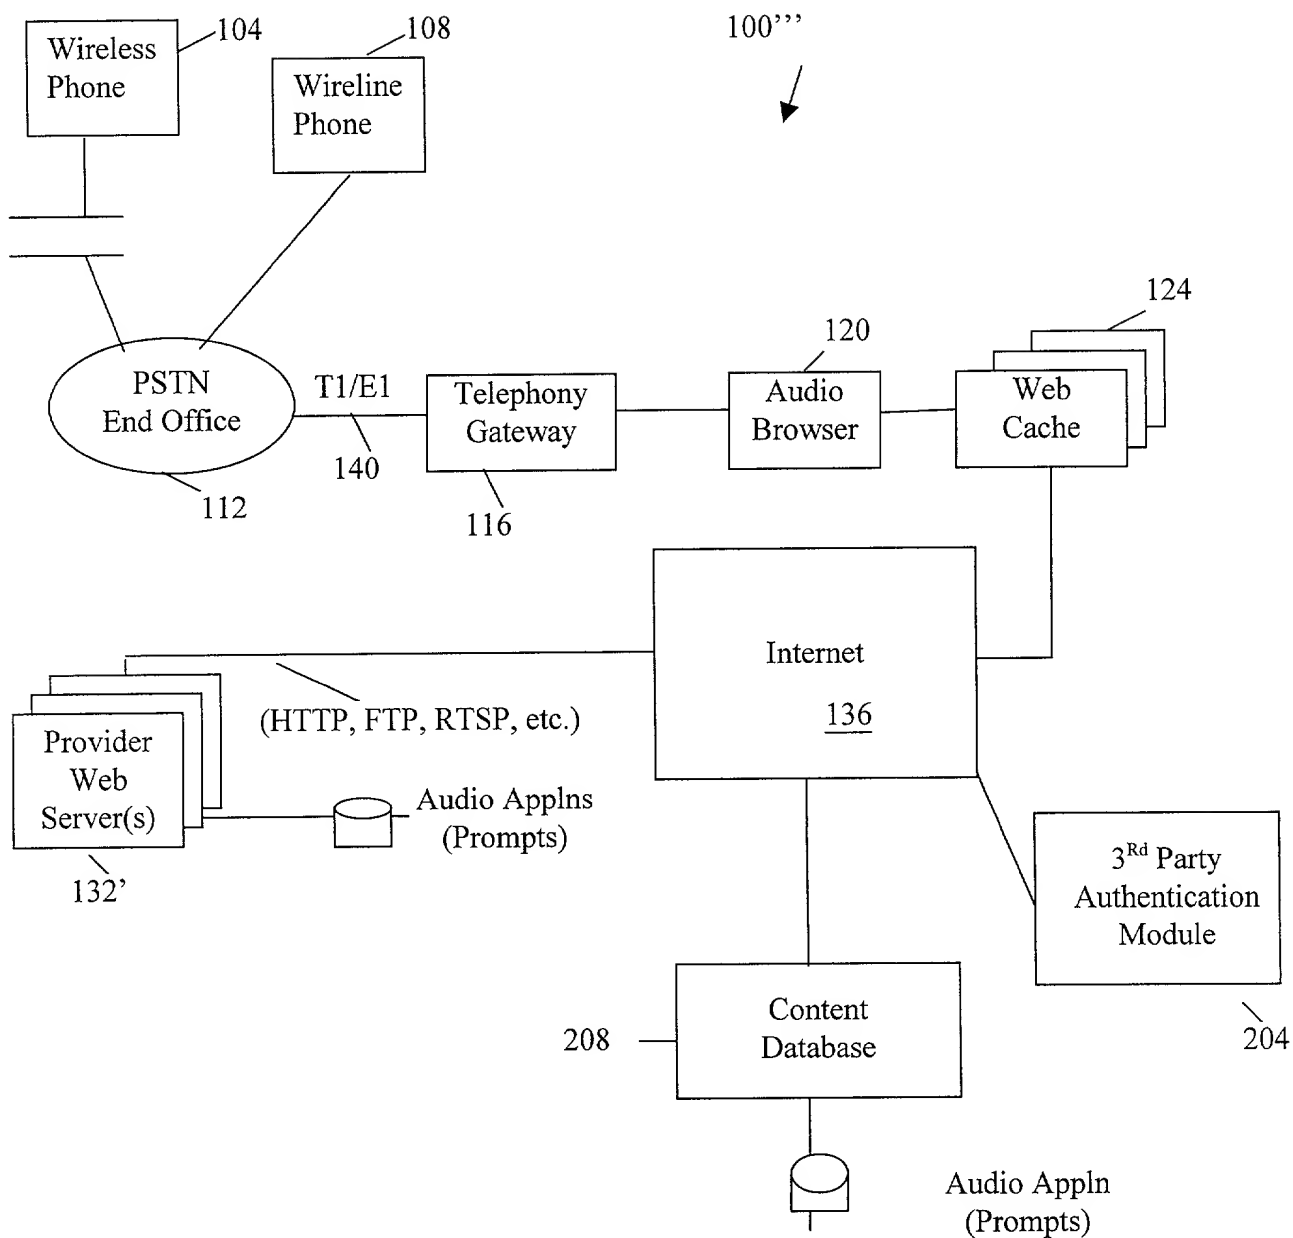 104
108
100’’’
Wireless
Phone
Wireline
Phone
124
120
PSTN
End Office
T1/E1
Telephony
Gateway
Audio
Browser
Web
Cache
140
112
116
Internet
136
(HTTP, FTP, RTSP, etc.)
Provider
Web
Server(s)
Audio Applns
(Prompts)
132’
3Rd Party
Authentication
Module
Content
Database
208
204
Audio Appln
(Prompts)